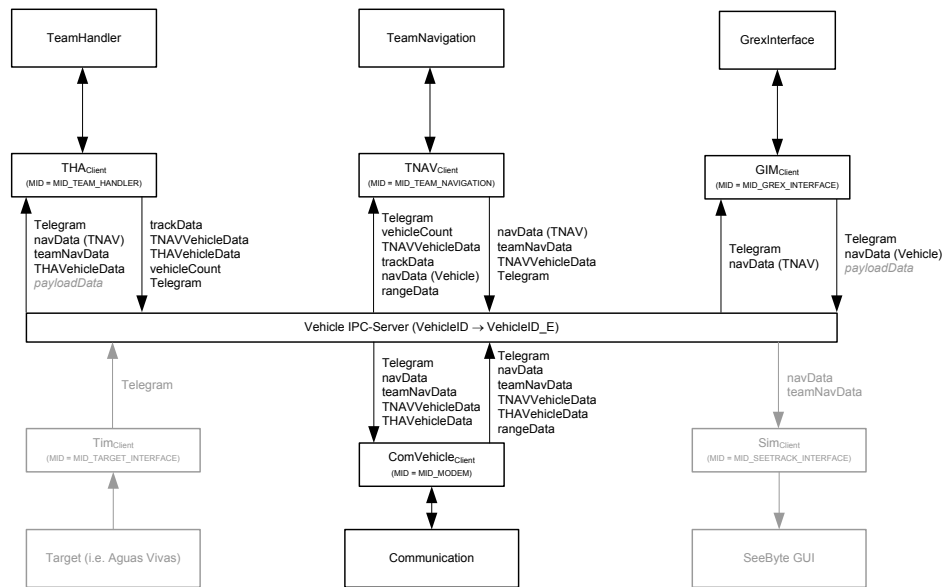 TeamHandler
TeamNavigation
GrexInterface
THAClient
(MID = MID_TEAM_HANDLER)
TNAVClient
(MID = MID_TEAM_NAVIGATION)
GIMClient
(MID = MID_GREX_INTERFACE)
Telegram
navData (TNAV)
teamNavData
THAVehicleData
payloadData
trackData
TNAVVehicleData
THAVehicleData
vehicleCount
Telegram
Telegram
vehicleCount
TNAVVehicleData
trackData
navData (Vehicle)
rangeData
navData (TNAV)
teamNavData
TNAVVehicleData
Telegram
Telegram
navData (TNAV)
Telegram
navData (Vehicle)
payloadData
Vehicle IPC-Server (VehicleID → VehicleID_E)
Telegram
Telegram
navData
teamNavData
TNAVVehicleData
THAVehicleData
Telegram
navData
teamNavData
TNAVVehicleData
THAVehicleData
rangeData
navData
teamNavData
TimClient
(MID = MID_TARGET_INTERFACE)
ComVehicleClient
(MID = MID_MODEM)
SimClient
(MID = MID_SEETRACK_INTERFACE)
Target (i.e. Aguas Vivas)
Communication
SeeByte GUI